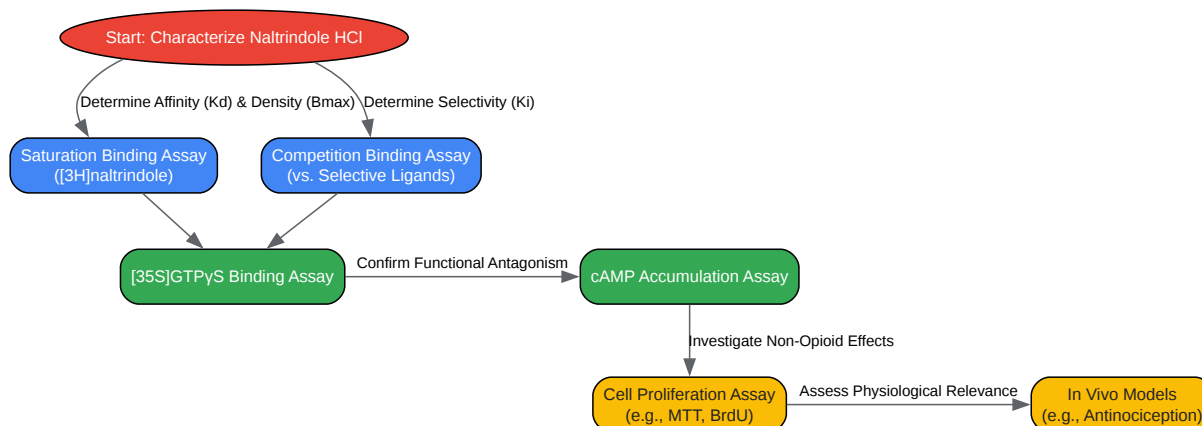 Start: Characterize Naltrindole HCl
Determine Affinity (Kd) & Density (Bmax)
Determine Selectivity (Ki)
Saturation Binding Assay
([3H]naltrindole)
Competition Binding Assay
(vs. Selective Ligands)
[35S]GTPγS Binding Assay
Confirm Functional Antagonism
cAMP Accumulation Assay
Investigate Non-Opioid Effects
Cell Proliferation Assay
(e.g., MTT, BrdU)
Assess Physiological Relevance
In Vivo Models
(e.g., Antinociception)